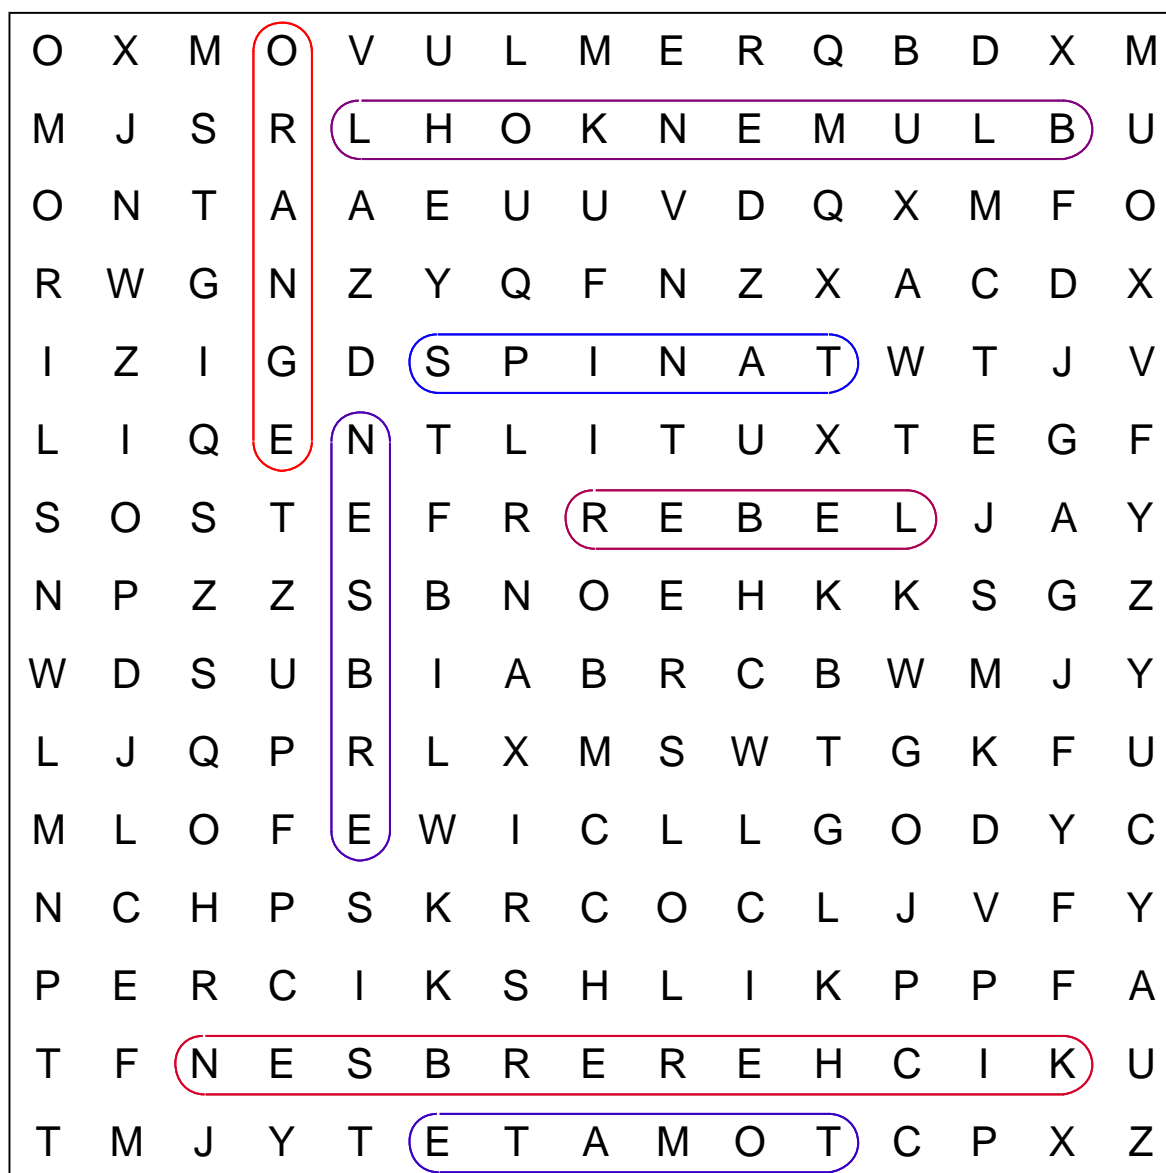 O X M O V U L M E R Q B D X M
M J S R L H O K N E M U L B U
O N T A A E U U V D Q X M F O
R W G N Z Y Q F N Z X A C D X
I Z I G D S P I N A T W T J V
L I Q E N T L I T U X T E G F
S O S T E F R R E B E L J A Y
N P Z Z S B N O E H K K S G Z
W D S U B I A B R C B W M J Y
L J Q P R L X M S W T G K F U
M L O F E W I C L L G O D Y C
N C H P S K R C O C L J V F Y
P E R C I K S H L I K P P F A
T F N E S B R E R E H C I K U
T M J Y T E T A M O T C P X Z